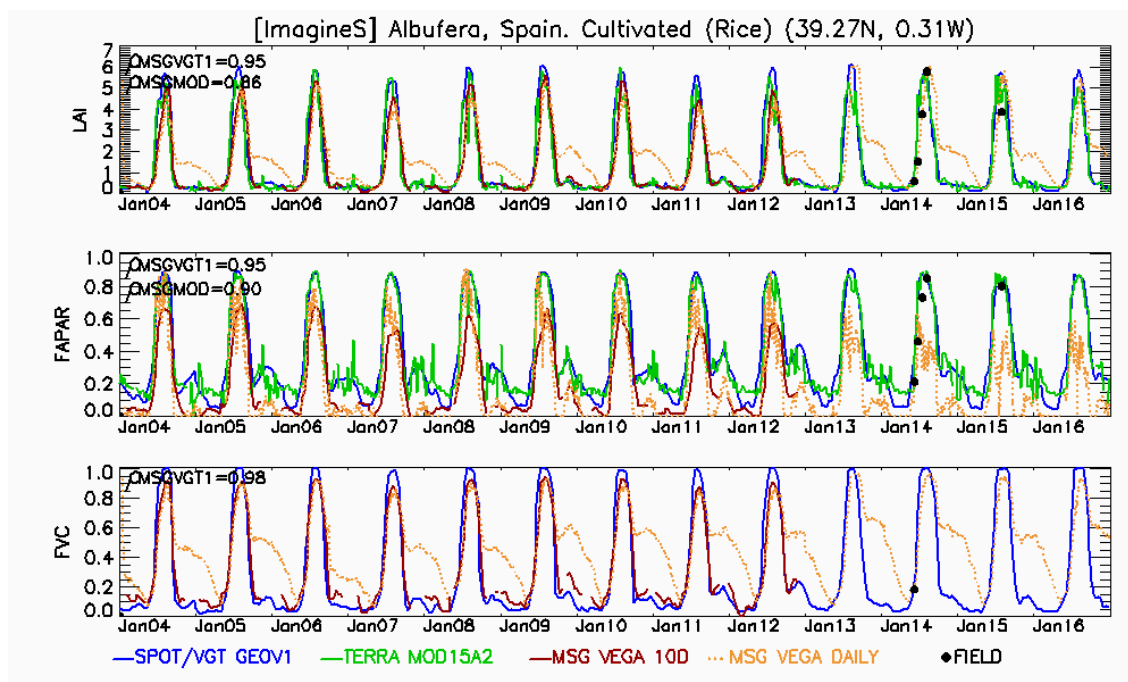 [ImagineS] Albufera, Spain. Cultivated (Rice) (39.27N, 0.31W)
7
6
5
4
3
2
1
0
LAI
CMSGVGT1=0.95
CMSGMOD=0.86
Jan04 Jan05 Jan06 Jan07 Jan08 Jan09 Jan10 Jan11 Jan12 Jan13 Jan14 Jan15 Jan16
1.0
0.8
0.6
0.4
0.2
0.0
FAPAR
CMSGVGT1=0.95
CMSGMOD=0.90
Jan04 Jan05 Jan06 Jan07 Jan08 Jan09 Jan10 Jan11 Jan12 Jan13 Jan14 Jan15 Jan16
1.0
0.8
0.6
0.4
0.2
0.0
FVC
CMSGVGT1=0.98
Jan04 Jan05 Jan06 Jan07 Jan08 Jan09 Jan10 Jan11 Jan12 Jan13 Jan14 Jan15 Jan16
SPOT/VGT GEOV1 TERRA MOD15A2 MSG VEGA 10D MSG VEGA DAILY FIELD